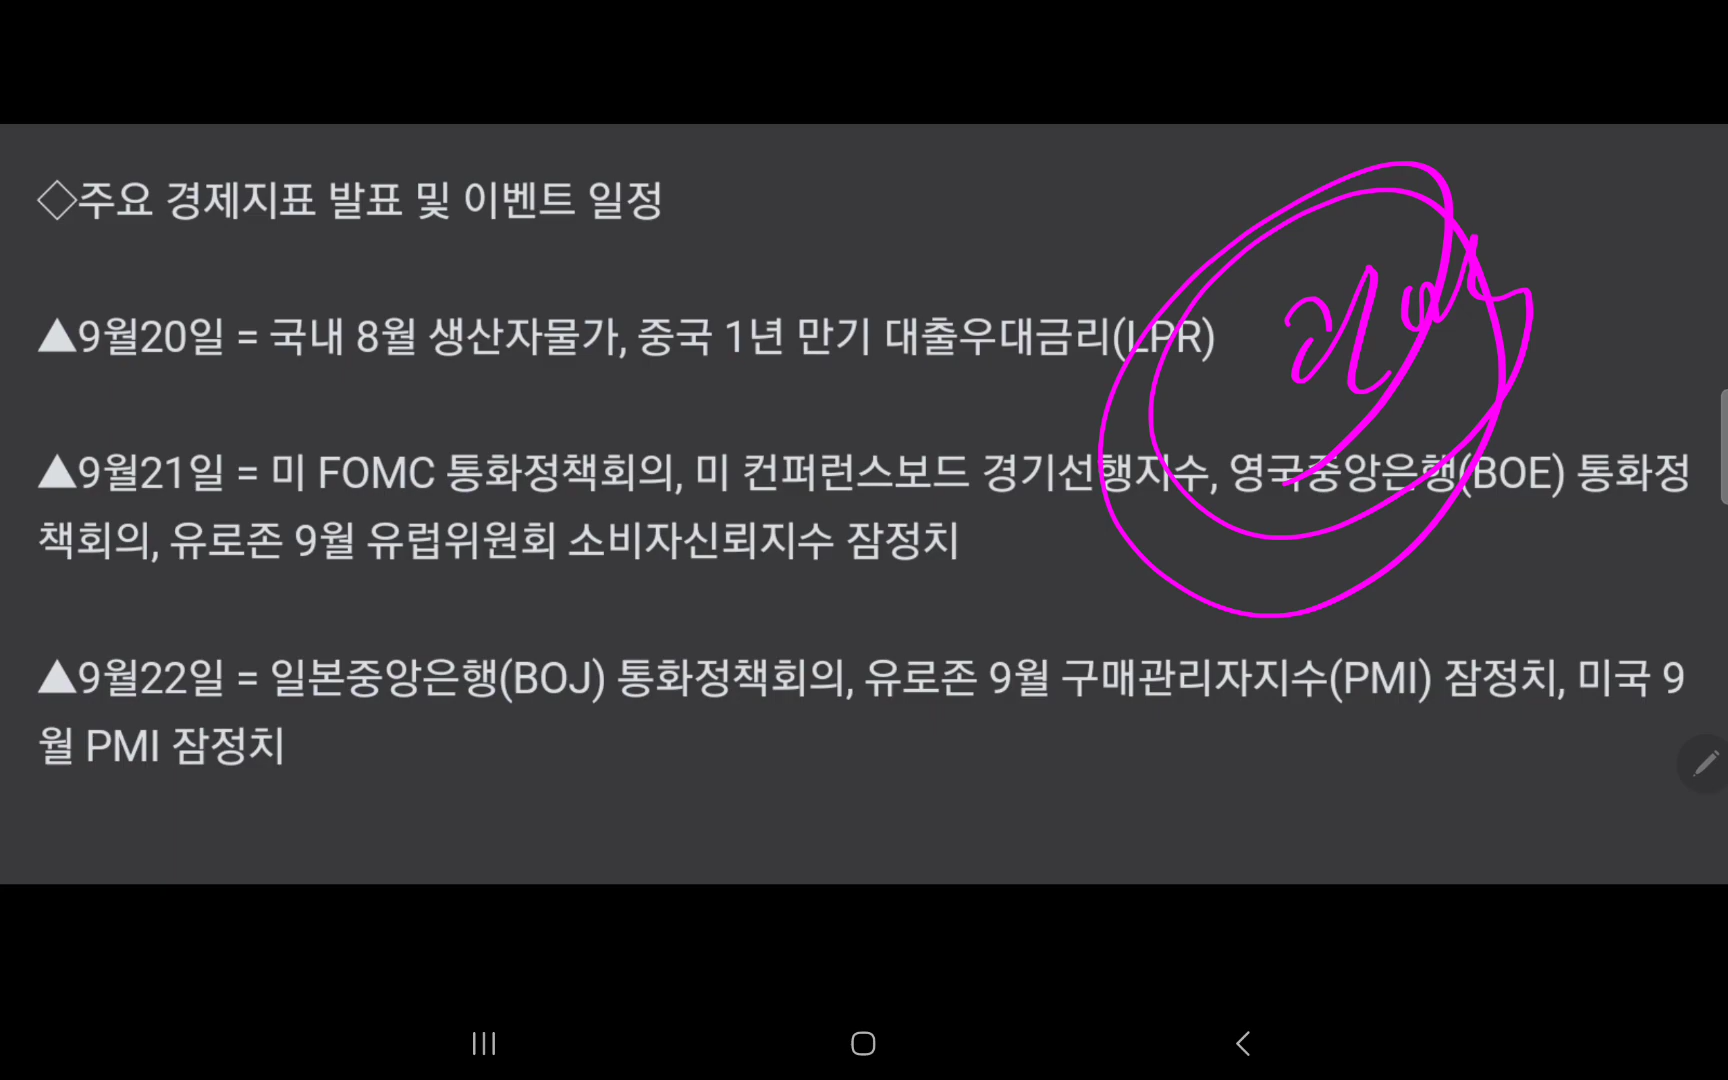 ◇주요 경제지표 발표 및 이벤트 일정
▲9월20일 = 국내 8월 생산자물가, 중국 1년 만기 대출우대금리(LPR)
▲9월21일 = 미 FOMC 통화정책회의, 미 컨퍼런스보드 경기선행지수, 영국중앙은행(BOE) 통화정
책회의, 유로존 9월 유럽위원회 소비자신뢰지수 잠정치
▲9월22일 = 일본중앙은행(BOJ) 통화정책회의, 유로존 9월 구매관리자지수(PMI) 잠정치, 미국 9
월 PMI 잠정치